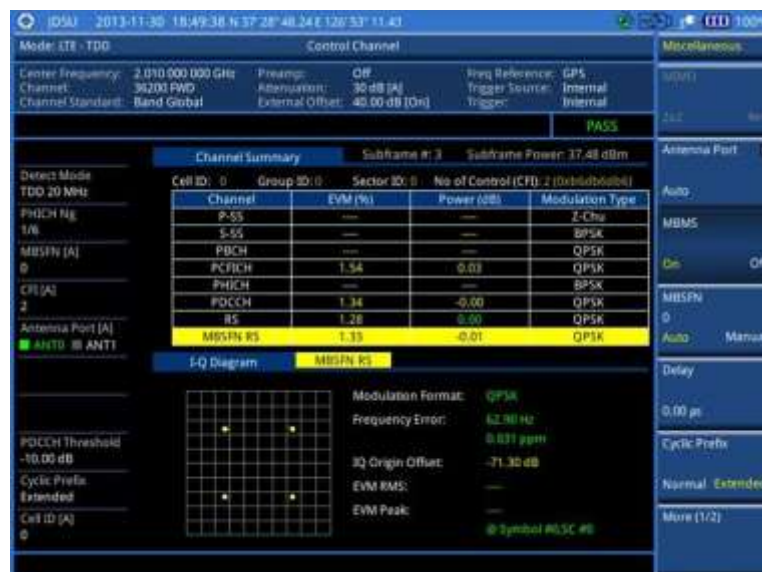 JDSU 2013-11-30 18:49:38 N 37° 28' 48.24 E 126° 53' 11.43 100%
Mode: LTE - TDD Control Channel Miscellaneous
Center Frequency: 2.010 000 000 GHz Preamp: Off Freq Reference: GPS
Channel: 36200 FWD Attenuation: 30 dB [A] Trigger Source: Internal
Channel Standard: Band Global External Offset: 40.00 dB [On] Trigger: Internal
PASS
Channel Summary Subframe #: 3 Subframe Power: 37.48 dBm
Cell ID: 0 Group ID: 0 Sector ID: 0 No of Control (CFI): 2
Channel EVM (%) Power (dB) Modulation Type
P-SS ---- ---- Z-Chu
S-SS ---- ---- BPSK
PBCH ---- ---- QPSK
PCFICH 1.54 0.03 QPSK
PHICH ---- ---- BPSK
PDCCH 1.34 -0.00 QPSK
RS 1.28 0.00 QPSK
MBSFN RS 1.33 -0.01 QPSK
Detect Mode
TDD 20 MHz
PHICH Ng
1/6
MBSFN [A]
0
CFI [A]
2
Antenna Port [A]
ANT0 ANT1
PDCCH Threshold
-10.00 dB
Cyclic Prefix
Extended
Cell ID [A]
0
I-Q Diagram MBSFN RS
Modulation Format: QPSK
Frequency Error: 62.90 Hz
0.031 ppm
IQ Origin Offset: -71.30 dB
EVM RMS: ----
EVM Peak: ----
@ Symbol #0,SC #0
Antenna Port
Auto
MBMS
On
MBSFN
0
Auto
Delay
0.00 µs
Cyclic Prefix
Normal
More (1/2)